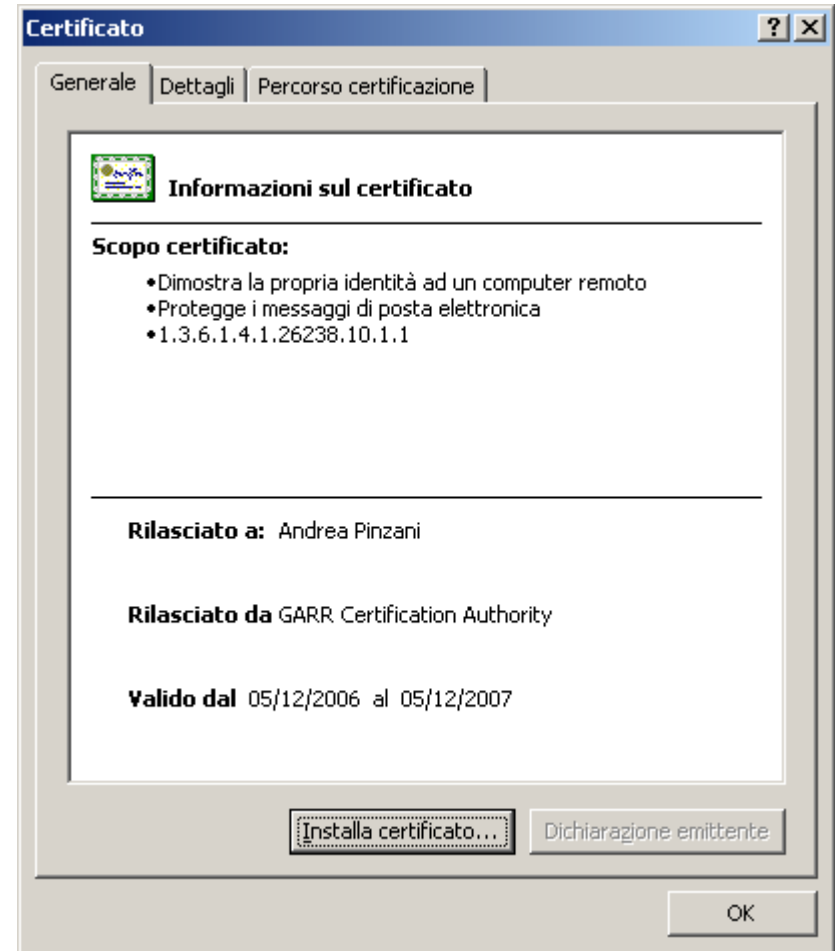 Certificato
Generale Dettagli Percorso certificazione
Informazioni sul certificato
Scopo certificato:
•Dimostra la propria identità ad un computer remoto
•Protegge i messaggi di posta elettronica
•1.3.6.1.4.1.26238.10.1.1
Rilasciato a: Andrea Pinzani
Rilasciato da GARR Certification Authority
Valido dal 05/12/2006 al 05/12/2007
Installa certificato... Dichiarazione emittente
OK